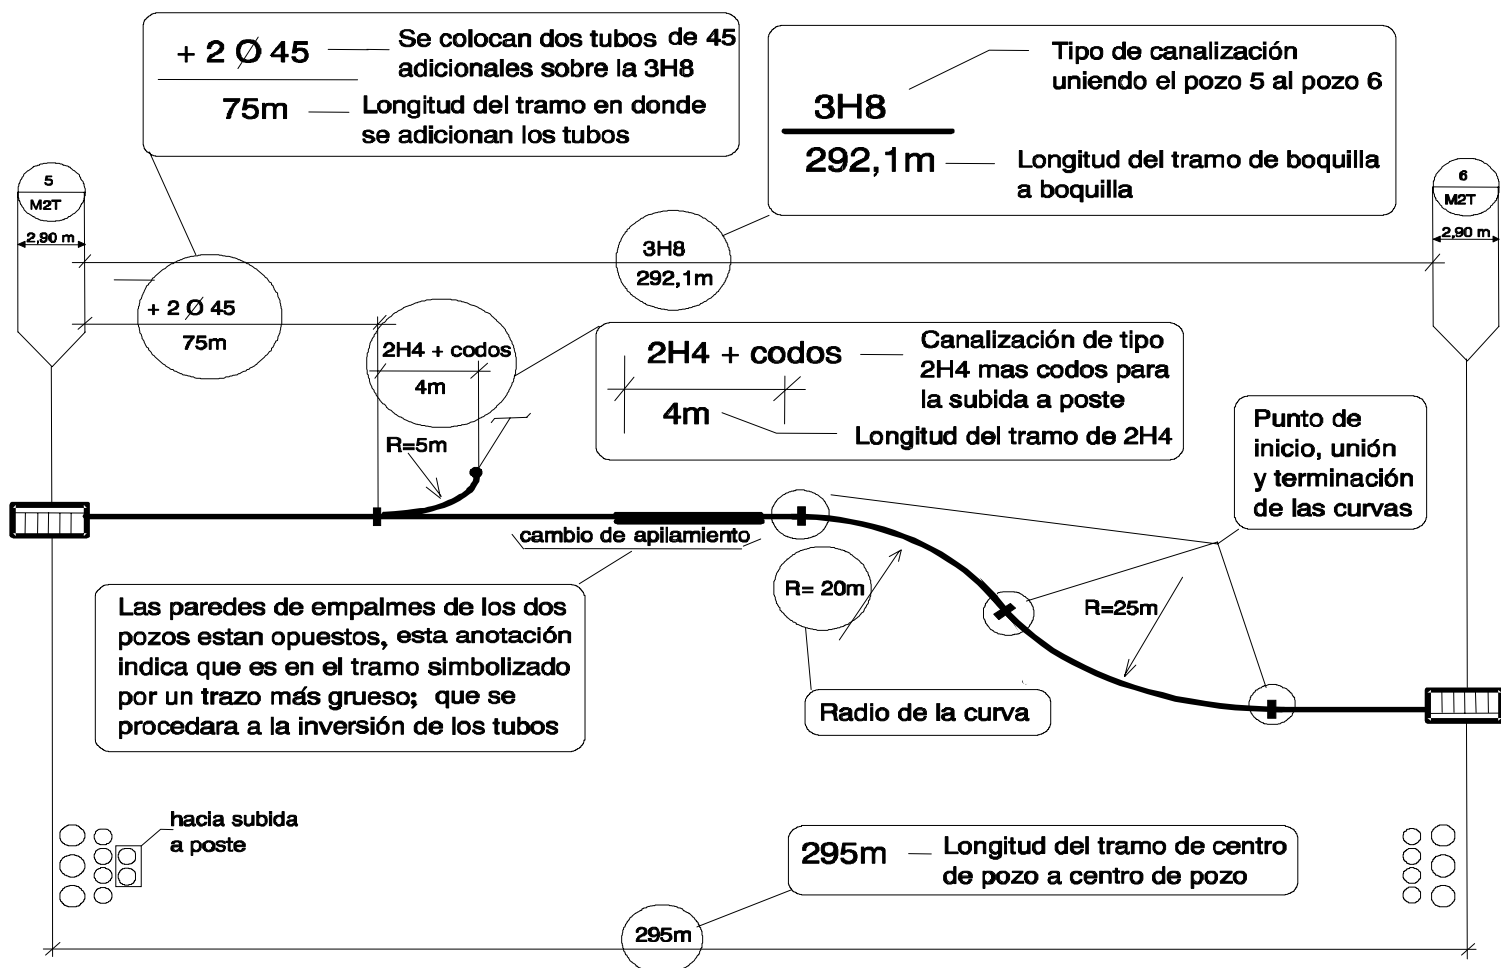 + 2 Ø 45
Se colocan dos tubos de 45
adicionales sobre la 3H8
75m
Longitud del tramo en donde
se adicionan los tubos
3H8
Tipo de canalización
uniendo el pozo 5 al pozo 6
292,1m
Longitud del tramo de boquilla
a boquilla
5
M2T
2,90 m
6
M2T
2,90 m
3H8
292,1m
+ 2 Ø 45
75m
2H4 + codos
4m
2H4 + codos
Canalización de tipo
2H4 mas codos para
la subida a poste
4m
Longitud del tramo de 2H4
R=5m
Punto de
inicio, unión
y terminación
de las curvas
cambio de apilamiento
R= 20m
R=25m
Las paredes de empalmes de los dos
pozos estan opuestos, esta anotación
indica que es en el tramo simbolizado
por un trazo más grueso; que se
procedara a la inversión de los tubos
Radio de la curva
hacia subida
a poste
295m
Longitud del tramo de centro
de pozo a centro de pozo
295m